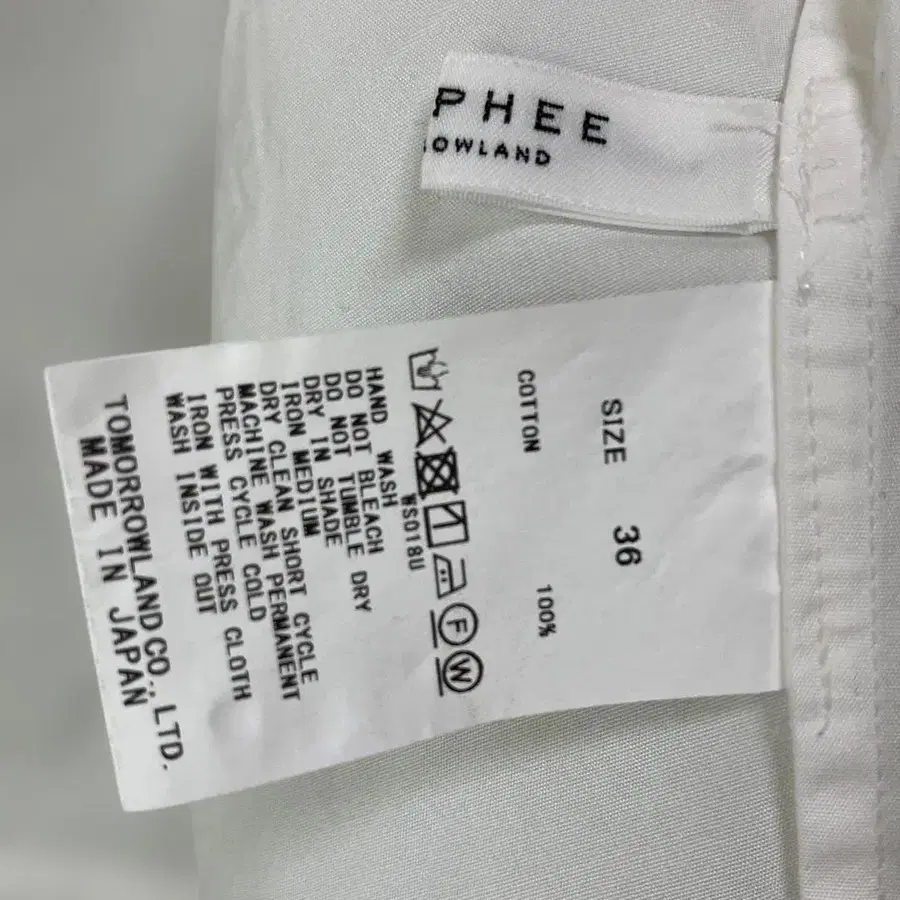 PHEE
OWLAND
SIZE 36
COTTON 100%
F W
WS018U
HAND WASH
DO NOT BLEACH
DO NOT TUMBLE DRY
DRY IN SHADE
IRON MEDIUM
DRY CLEAN SHORT CYCLE
MACHINE WASH PERMANENT
PRESS CYCLE COLD
IRON WITH PRESS CLOTH
WASH INSIDE OUT
TOMORROWLAND CO., LTD.
MADE IN JAPAN